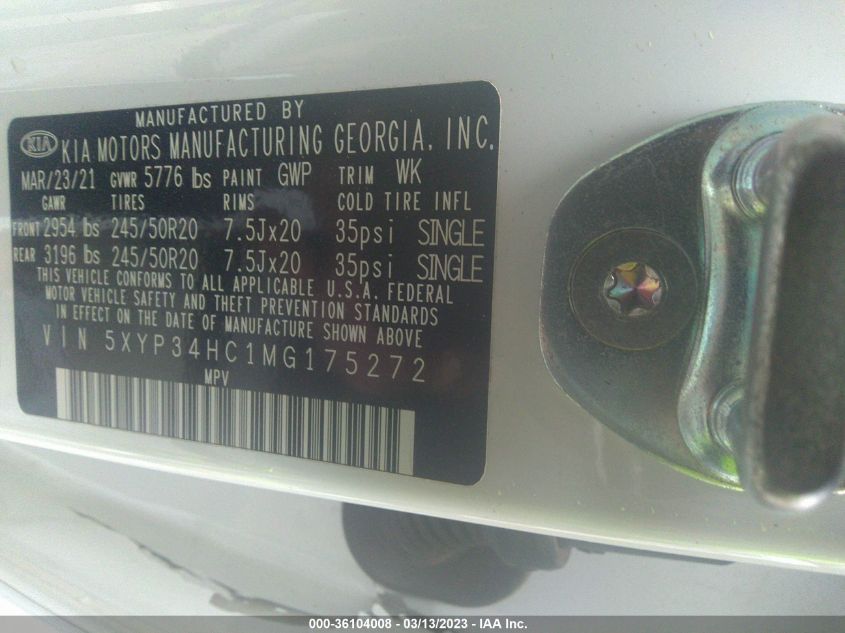 MANUFACTURED BY
KIA KIA MOTORS MANUFACTURING GEORGIA, INC.
MAR/23/21 GVWR 5776 lbs PAINT GWP TRIM WK
GAWR TIRES RIMS COLD TIRE INFL
FRONT 2954 lbs 245/50R20 7.5Jx20 35psi SINGLE
REAR 3196 lbs 245/50R20 7.5Jx20 35psi SINGLE
THIS VEHICLE CONFORMS TO ALL APPLICABLE U.S.A. FEDERAL
MOTOR VEHICLE SAFETY AND THEFT PREVENTION STANDARDS
IN EFFECT ON THE DATE OF MANUFACTURE SHOWN ABOVE
VIN 5XYP34HC1MG175272
MPV
000-36104008 - 03/13/2023 - IAA Inc.